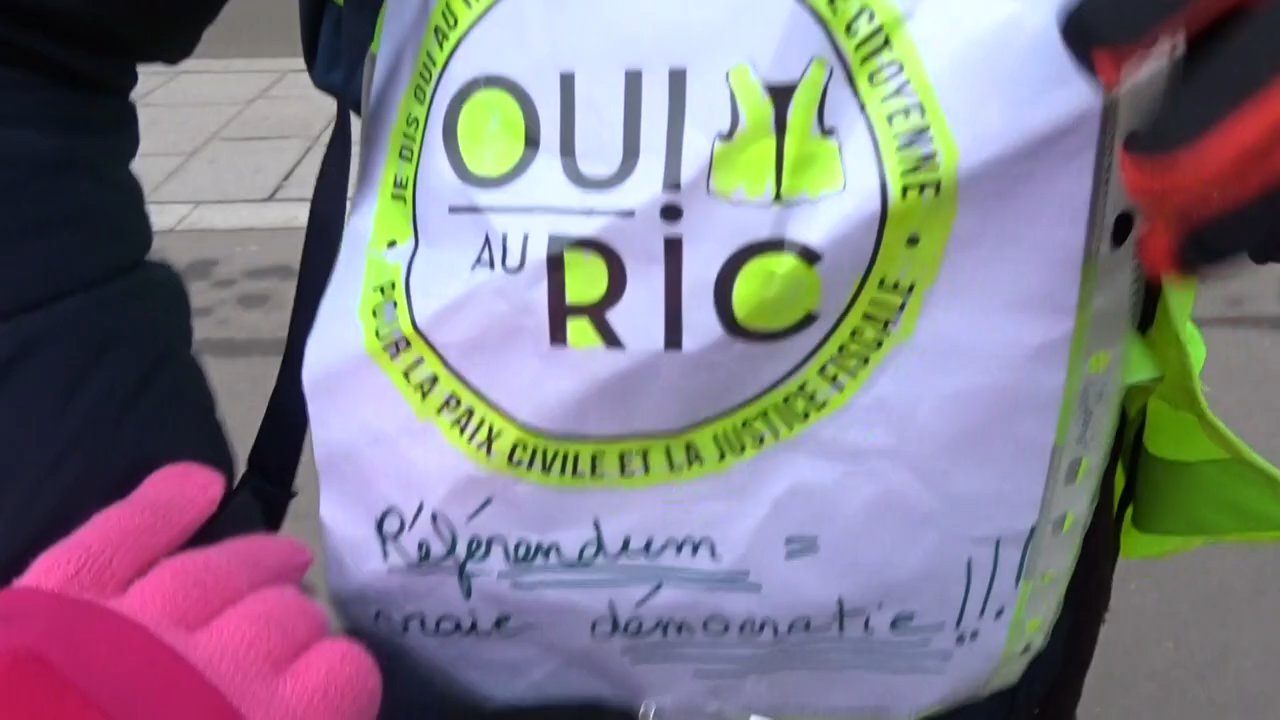 JE DIS OUI AU
CITOYENNE
OUI
AU RiC
• POUR LA PAIX CIVILE ET LA JUSTICE FISCALE •
Référendum =
vraie démocratie !!!